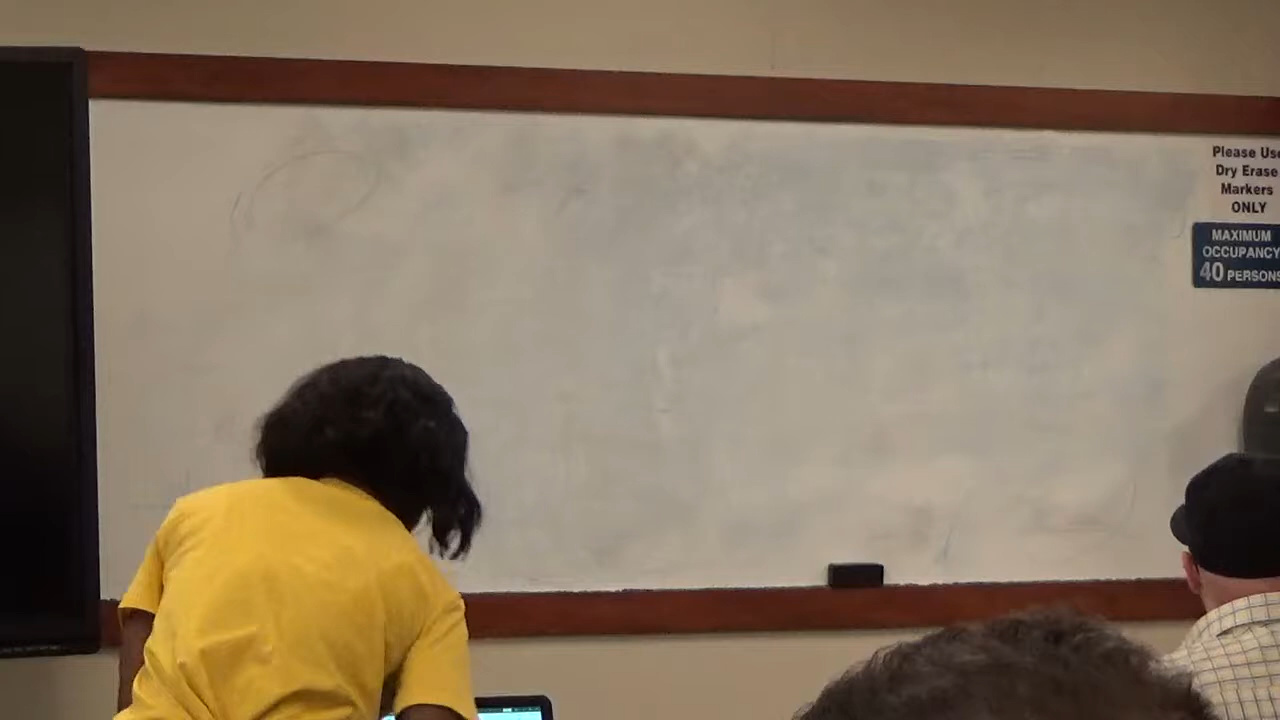 Please Use
Dry Erase
Markers
ONLY
MAXIMUM
OCCUPANCY
40 PERSONS